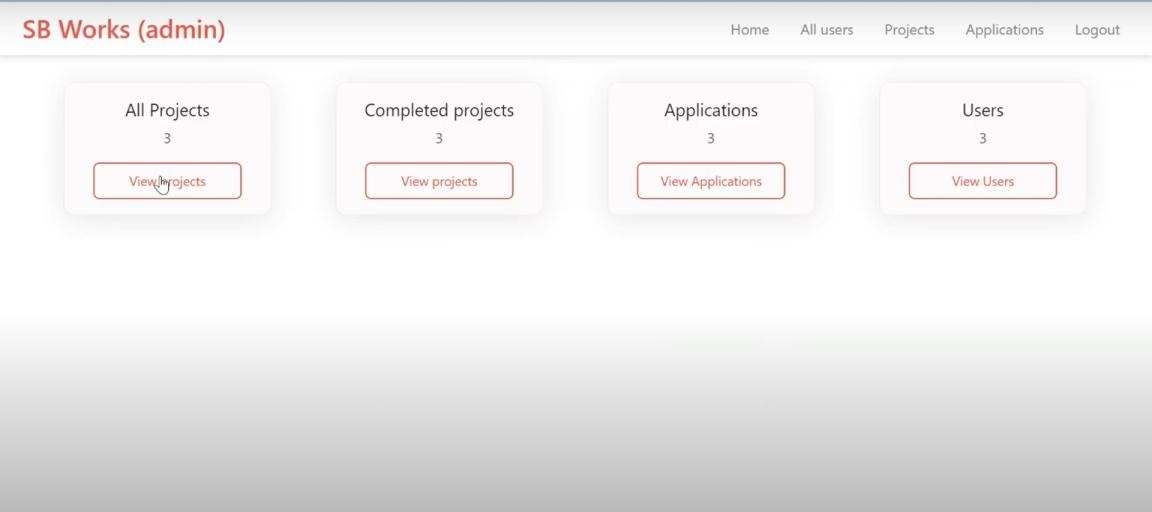 SB Works (admin)
Home
All users
Projects
Applications
Logout
All Projects
3
View projects
Completed projects
3
View projects
Applications
3
View Applications
Users
3
View Users